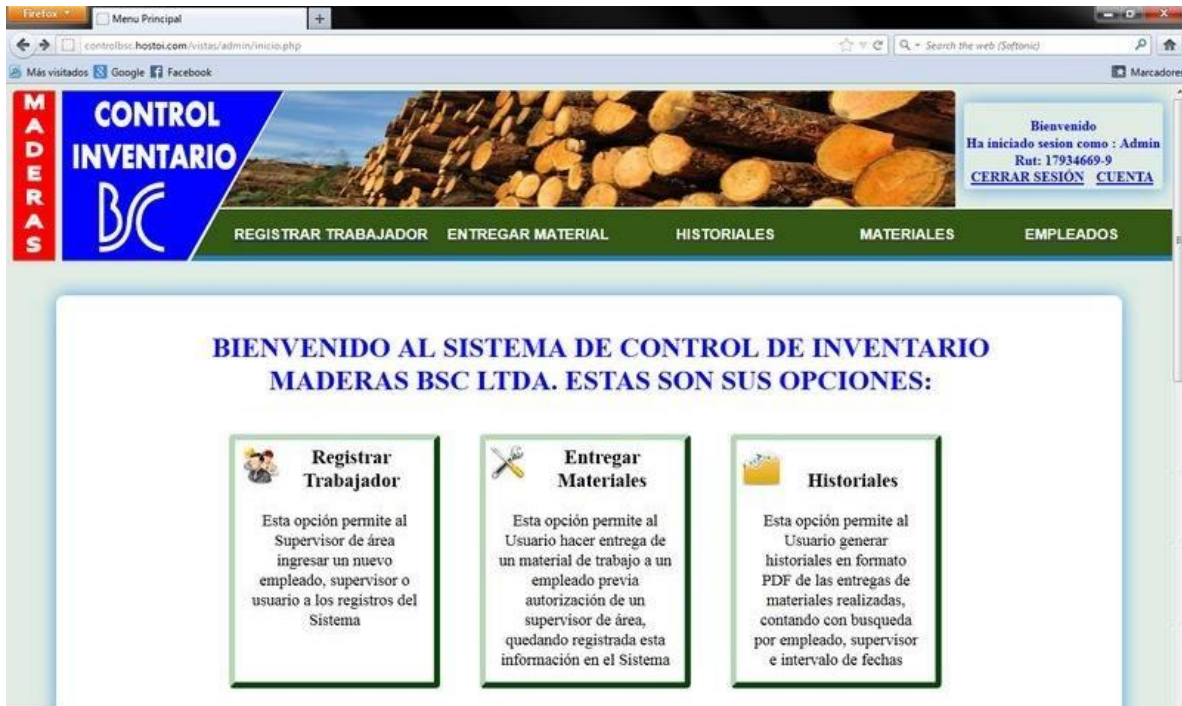 Firefox
Menu Principal
+
controlbsc.hostoi.com/vistas/admin/inicio.php
Search the web (Softonic)
Más visitados Google Facebook
Marcadores
MADERAS
CONTROL
INVENTARIO
BSC
Bienvenido
Ha iniciado sesion como : Admin
Rut: 17934669-9
CERRAR SESIÓN CUENTA
REGISTRAR TRABAJADOR ENTREGAR MATERIAL HISTORIALES MATERIALES EMPLEADOS
BIENVENIDO AL SISTEMA DE CONTROL DE INVENTARIO
MADERAS BSC LTDA. ESTAS SON SUS OPCIONES:
Registrar
Trabajador
Esta opción permite al
Supervisor de área
ingresar un nuevo
empleado, supervisor o
usuario a los registros del
Sistema
Entregar
Materiales
Esta opción permite al
Usuario hacer entrega de
un material de trabajo a un
empleado previa
autorización de un
supervisor de área,
quedando registrada esta
información en el Sistema
Historiales
Esta opción permite al
Usuario generar
historiales en formato
PDF de las entregas de
materiales realizadas,
contando con busqueda
por empleado, supervisor
e intervalo de fechas